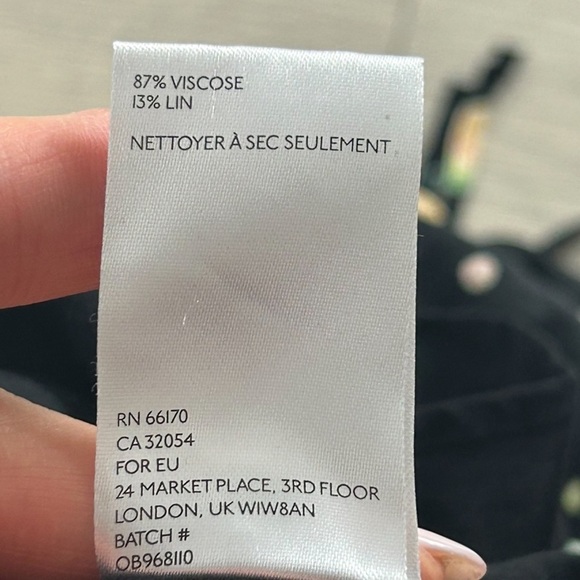 87% VISCOSE
13% LIN
NETTOYER À SEC SEULEMENT
RN 66170
CA 32054
FOR EU
24 MARKET PLACE, 3RD FLOOR
LONDON, UK W1W8AN
BATCH #
OB968110